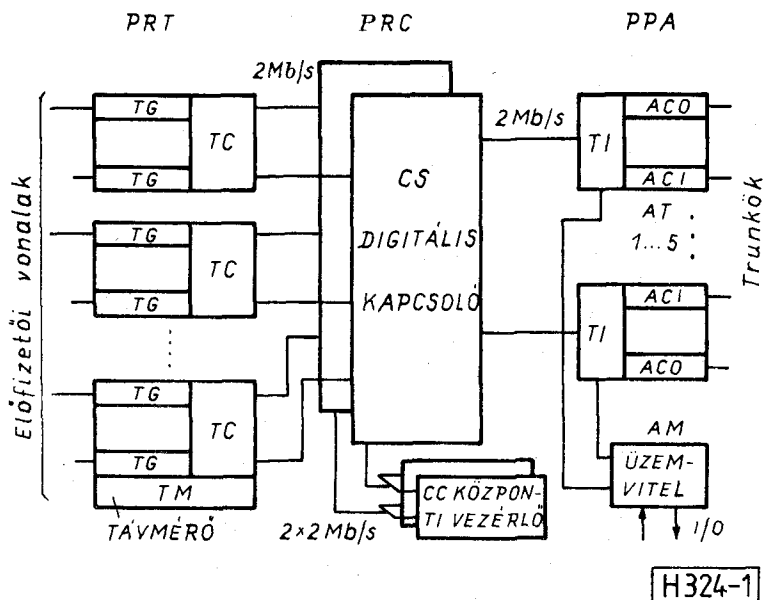 PRT
PRC
PPA
2Mb/s
TG
TC
TG
TG
TC
TG
TG
TC
TG
TM
TÁVMÉRŐ
Előfizetői vonalak
CS
DIGITÁLIS
KAPCSOLÓ
2×2Mb/s
CC KÖZPON-
TI VEZÉRLŐ
2Mb/s
TI
ACO
ACI
AT
1...5
TI
ACI
ACO
Trunkök
AM
ÜZEM-
VITEL
I/O
H324-1